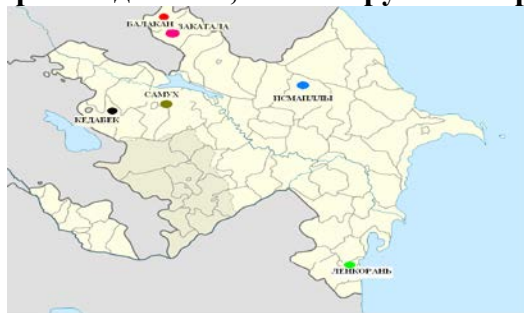 БАЛАКАН
ЗАКАТАЛА
САМУХ
ИСМАИЛЛЫ
КЕДАБЕК
ЛЕНКОРАНЬ